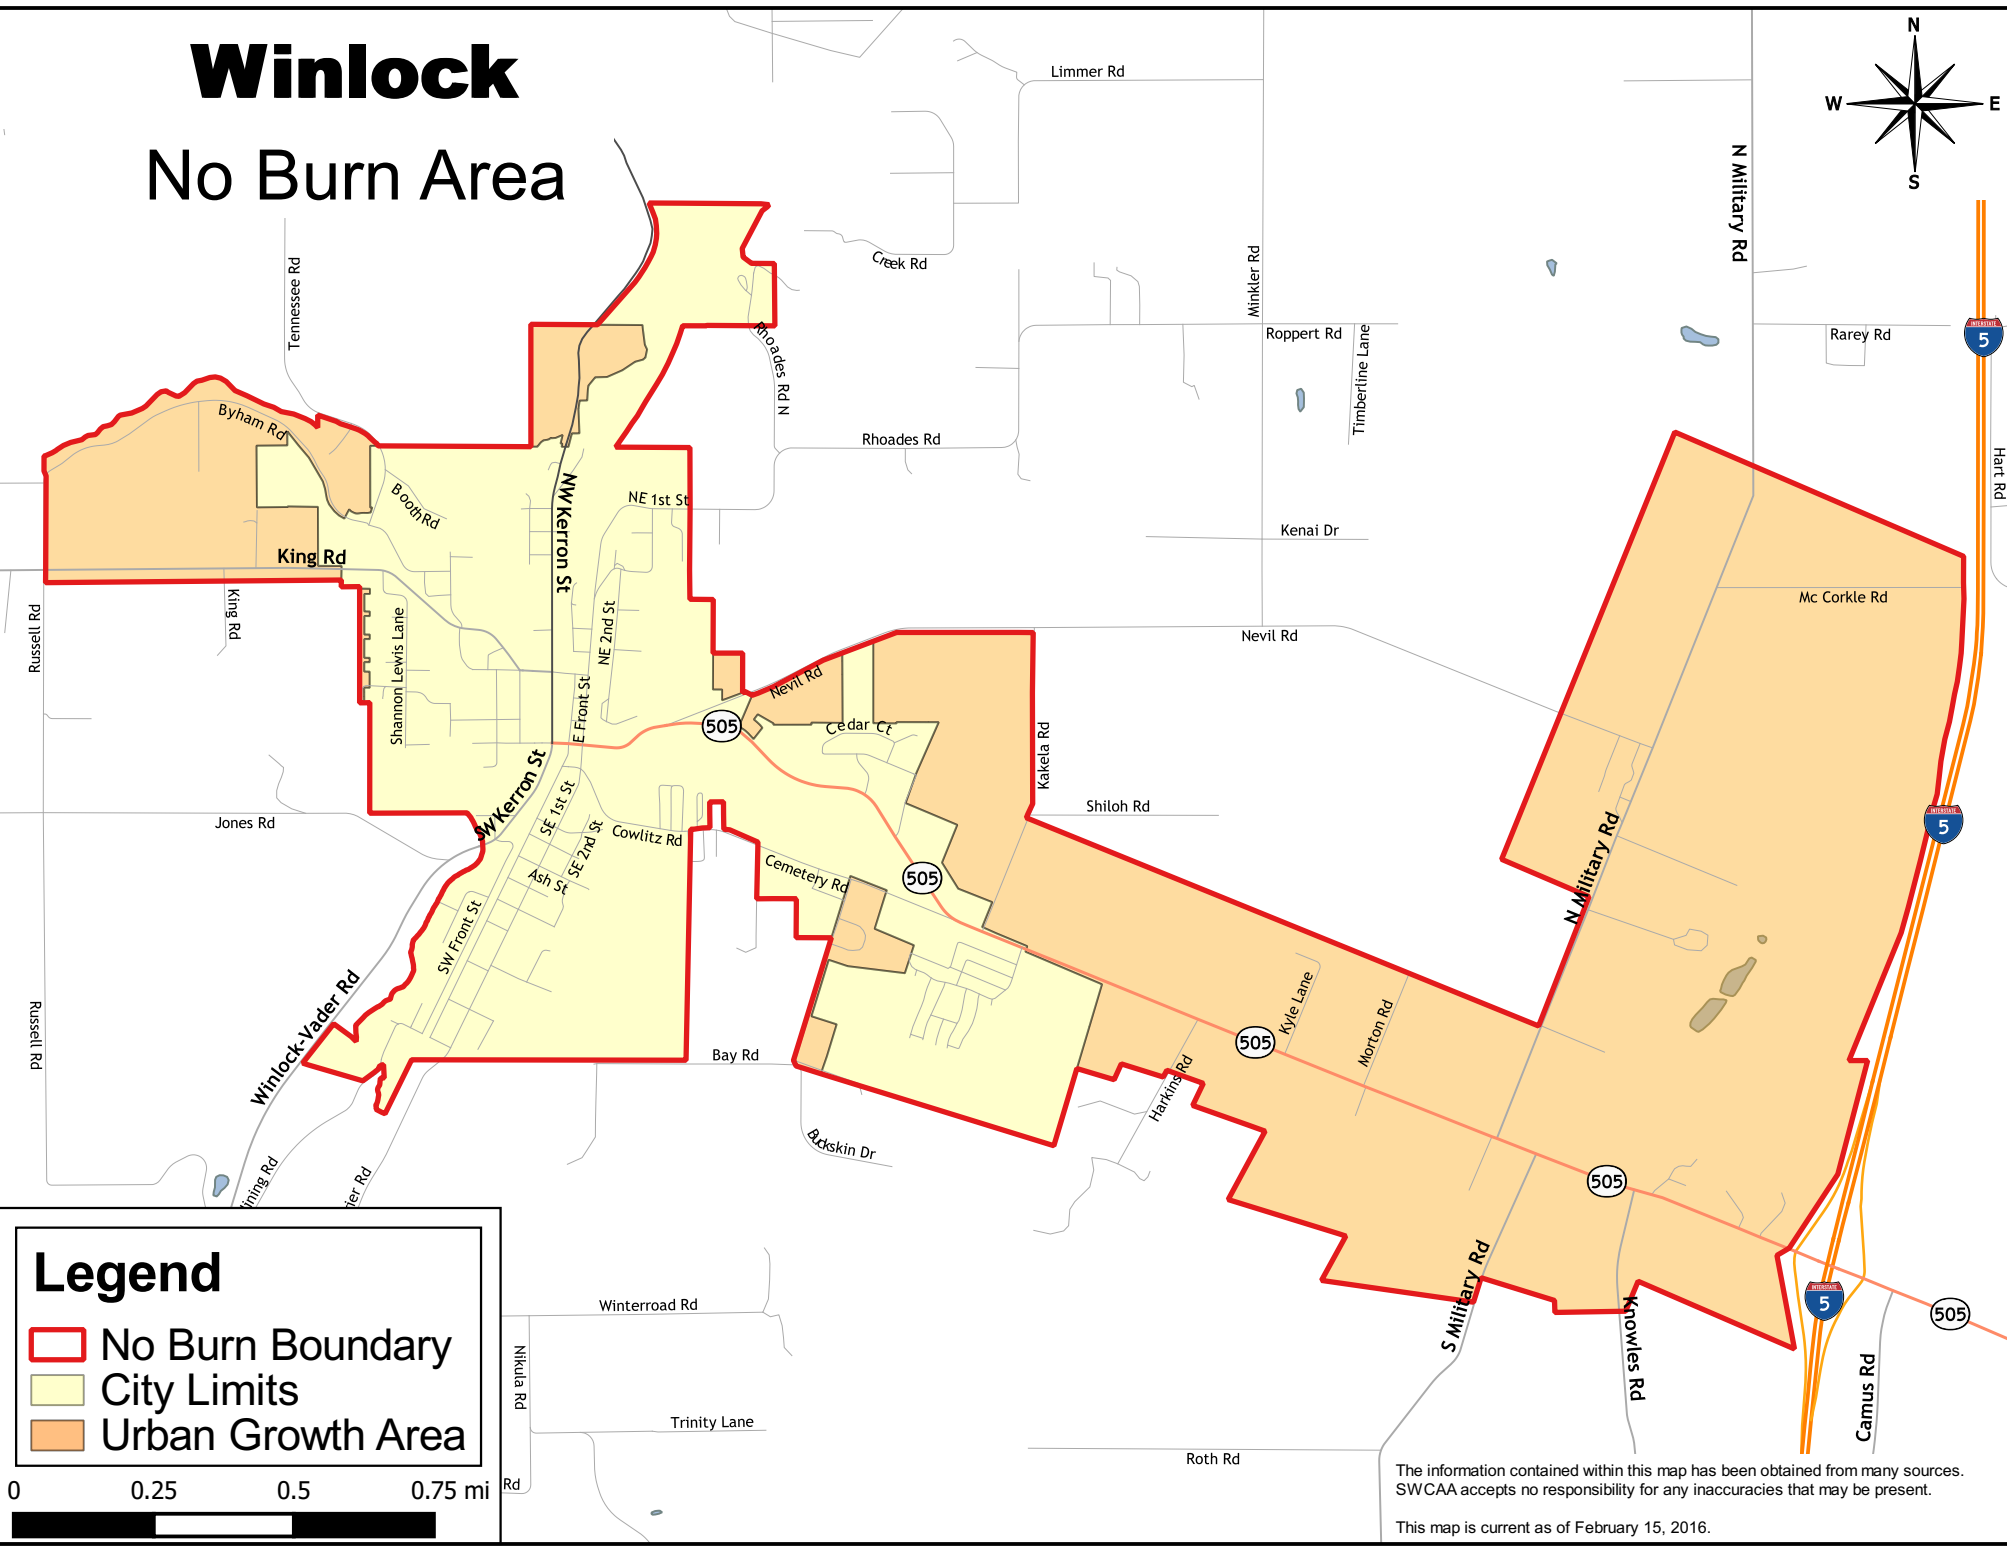 Winlock
No Burn Area
N
W
E
S
Limmer Rd
N Military Rd
Tennessee Rd
Creek Rd
Minkler Rd
Roppert Rd
Timberline Lane
Rarey Rd
INTERSTATE
5
Rhoades Rd N
Byham Rd
Rhoades Rd
Hart Rd
Booth Rd
NE 1st St
NW Kerron St
Kenai Dr
King Rd
Mc Corkle Rd
King Rd
Russell Rd
Shannon Lewis Lane
NE 2nd St
Nevil Rd
Nevil Rd
E Front St
505
Cedar Ct
Kakela Rd
Shiloh Rd
INTERSTATE
5
Jones Rd
SW Kerron St
SE 1st St
SE 2nd St
Cowlitz Rd
Cemetery Rd
505
Ash St
N Military Rd
SW Front St
Winlock-Vader Rd
Russell Rd
Bay Rd
Kyle Lane
505
Morton Rd
Harkins Rd
Buckskin Dr
505
ining Rd
ier Rd
S Military Rd
Knowles Rd
INTERSTATE
5
505
Camus Rd
Winterroad Rd
Nikula Rd
Trinity Lane
Roth Rd
Rd
Legend
No Burn Boundary
City Limits
Urban Growth Area
0 0.25 0.5 0.75 mi
The information contained within this map has been obtained from many sources.
SWCAA accepts no responsibility for any inaccuracies that may be present.
This map is current as of February 15, 2016.